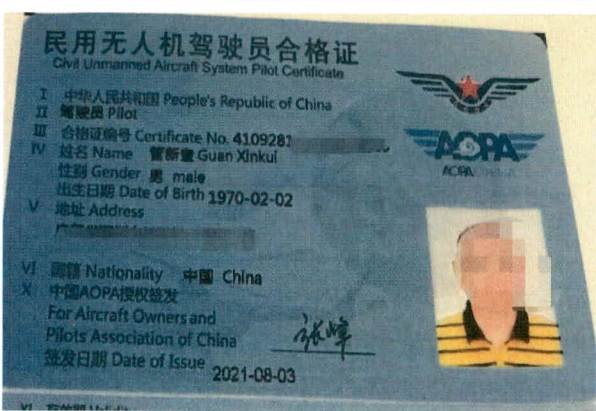 民用无人机驾驶员合格证
Civil Unmanned Aircraft System Pilot Certificate
I 中华人民共和国 People's Republic of China
II 驾驶员 Pilot
III 合格证编号 Certificate No. 4109281
IV 姓名 Name 管新奎 Guan Xinkui
性别 Gender 男 male
出生日期 Date of Birth 1970-02-02
V 地址 Address
VI 国籍 Nationality 中国 China
X 中国AOPA授权签发
For Aircraft Owners and
Pilots Association of China
张峰
签发日期 Date of Issue 2021-08-03
AOPA
AOPA